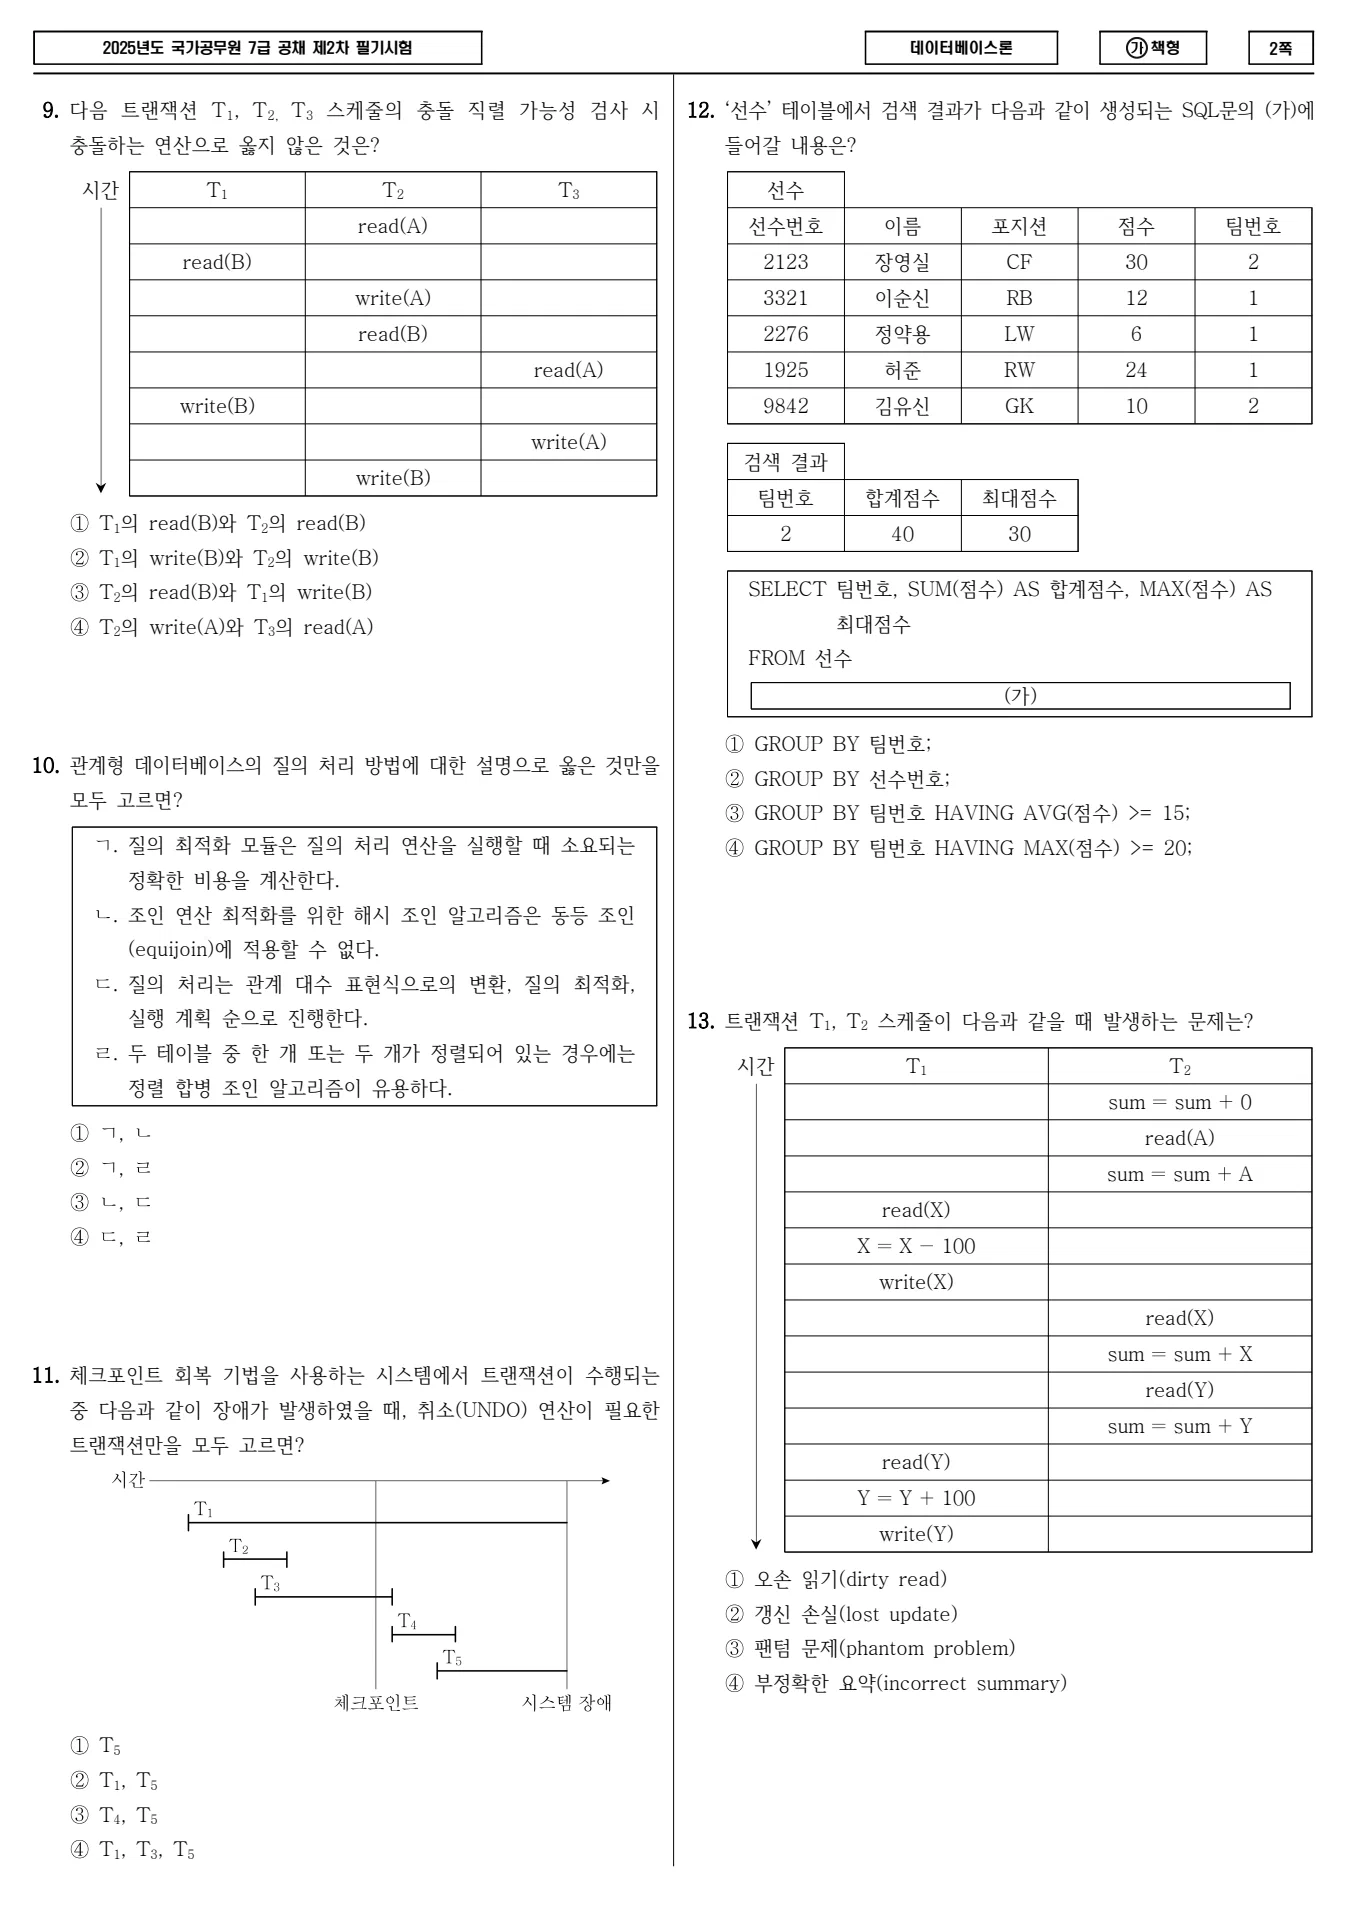 2025년도 국가공무원 7급 공채 제2차 필기시험
데이터베이스론
㉮ 책형
2쪽
9. 다음 트랜잭션 T₁, T₂, T₃ 스케줄의 충돌 직렬 가능성 검사 시
충돌하는 연산으로 옳지 않은 것은?
시간 T₁ T₂ T₃
read(A)
read(B)
write(A)
read(B)
read(A)
write(B)
write(A)
write(B)
① T₁의 read(B)와 T₂의 read(B)
② T₁의 write(B)와 T₂의 write(B)
③ T₂의 read(B)와 T₁의 write(B)
④ T₂의 write(A)와 T₃의 read(A)
10. 관계형 데이터베이스의 질의 처리 방법에 대한 설명으로 옳은 것만을
모두 고르면?
ㄱ. 질의 최적화 모듈은 질의 처리 연산을 실행할 때 소요되는
정확한 비용을 계산한다.
ㄴ. 조인 연산 최적화를 위한 해시 조인 알고리즘은 동등 조인
(equijoin)에 적용할 수 없다.
ㄷ. 질의 처리는 관계 대수 표현식으로의 변환, 질의 최적화,
실행 계획 순으로 진행한다.
ㄹ. 두 테이블 중 한 개 또는 두 개가 정렬되어 있는 경우에는
정렬 합병 조인 알고리즘이 유용하다.
① ㄱ, ㄴ
② ㄱ, ㄹ
③ ㄴ, ㄷ
④ ㄷ, ㄹ
11. 체크포인트 회복 기법을 사용하는 시스템에서 트랜잭션이 수행되는
중 다음과 같이 장애가 발생하였을 때, 취소(UNDO) 연산이 필요한
트랜잭션만을 모두 고르면?
시간
T₁
T₂
T₃
T₄
T₅
체크포인트 시스템 장애
① T₅
② T₁, T₅
③ T₄, T₅
④ T₁, T₃, T₅
12. ‘선수’ 테이블에서 검색 결과가 다음과 같이 생성되는 SQL문의 (가)에
들어갈 내용은?
선수
선수번호 이름 포지션 점수 팀번호
2123 장영실 CF 30 2
3321 이순신 RB 12 1
2276 정약용 LW 6 1
1925 허준 RW 24 1
9842 김유신 GK 10 2
검색 결과
팀번호 합계점수 최대점수
2 40 30
SELECT 팀번호, SUM(점수) AS 합계점수, MAX(점수) AS
최대점수
FROM 선수
(가)
① GROUP BY 팀번호;
② GROUP BY 선수번호;
③ GROUP BY 팀번호 HAVING AVG(점수) >= 15;
④ GROUP BY 팀번호 HAVING MAX(점수) >= 20;
13. 트랜잭션 T₁, T₂ 스케줄이 다음과 같을 때 발생하는 문제는?
시간 T₁ T₂
sum = sum + 0
read(A)
sum = sum + A
read(X)
X = X − 100
write(X)
read(X)
sum = sum + X
read(Y)
sum = sum + Y
read(Y)
Y = Y + 100
write(Y)
① 오손 읽기(dirty read)
② 갱신 손실(lost update)
③ 팬텀 문제(phantom problem)
④ 부정확한 요약(incorrect summary)